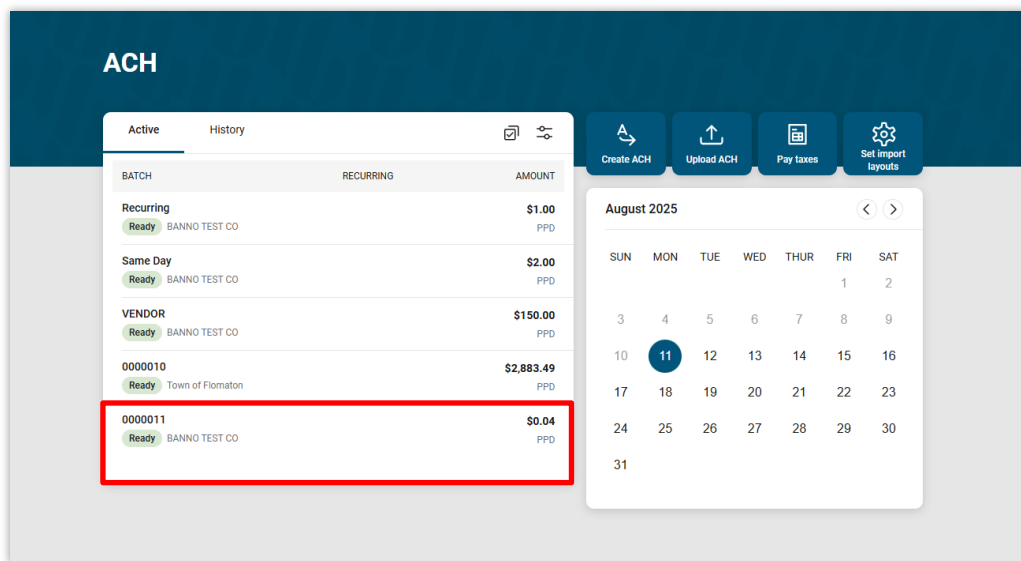 ACH
Active History
BATCH RECURRING AMOUNT
Recurring $1.00
Ready BANNO TEST CO PPD
Same Day $2.00
Ready BANNO TEST CO PPD
VENDOR $150.00
Ready BANNO TEST CO PPD
0000010 $2,883.49
Ready Town of Flomaton PPD
0000011 $0.04
Ready BANNO TEST CO PPD
Create ACH
Upload ACH
Pay taxes
Set import
layouts
August 2025
SUN MON TUE WED THUR FRI SAT
1 2
3 4 5 6 7 8 9
10 11 12 13 14 15 16
17 18 19 20 21 22 23
24 25 26 27 28 29 30
31